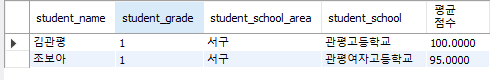 student_name student_grade student_school_area student_school 평균 점수
김관평 1 서구 관평고등학교 100.0000
조보아 1 서구 관평여자고등학교 95.0000